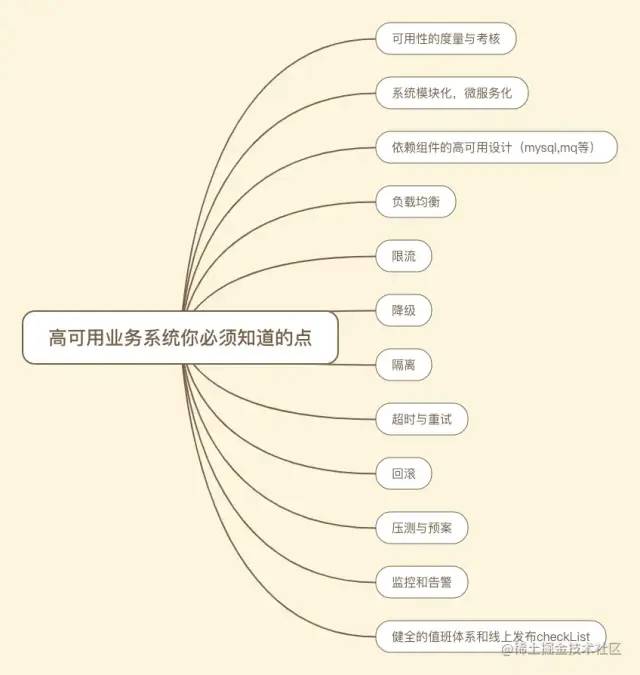 可用性的度量与考核
系统模块化，微服务化
依赖组件的高可用设计（mysql,mq等）
负载均衡
限流
降级
高可用业务系统你必须知道的点
隔离
超时与重试
回滚
压测与预案
监控和告警
健全的值班体系和线上发布checkList
@稀土掘金技术社区